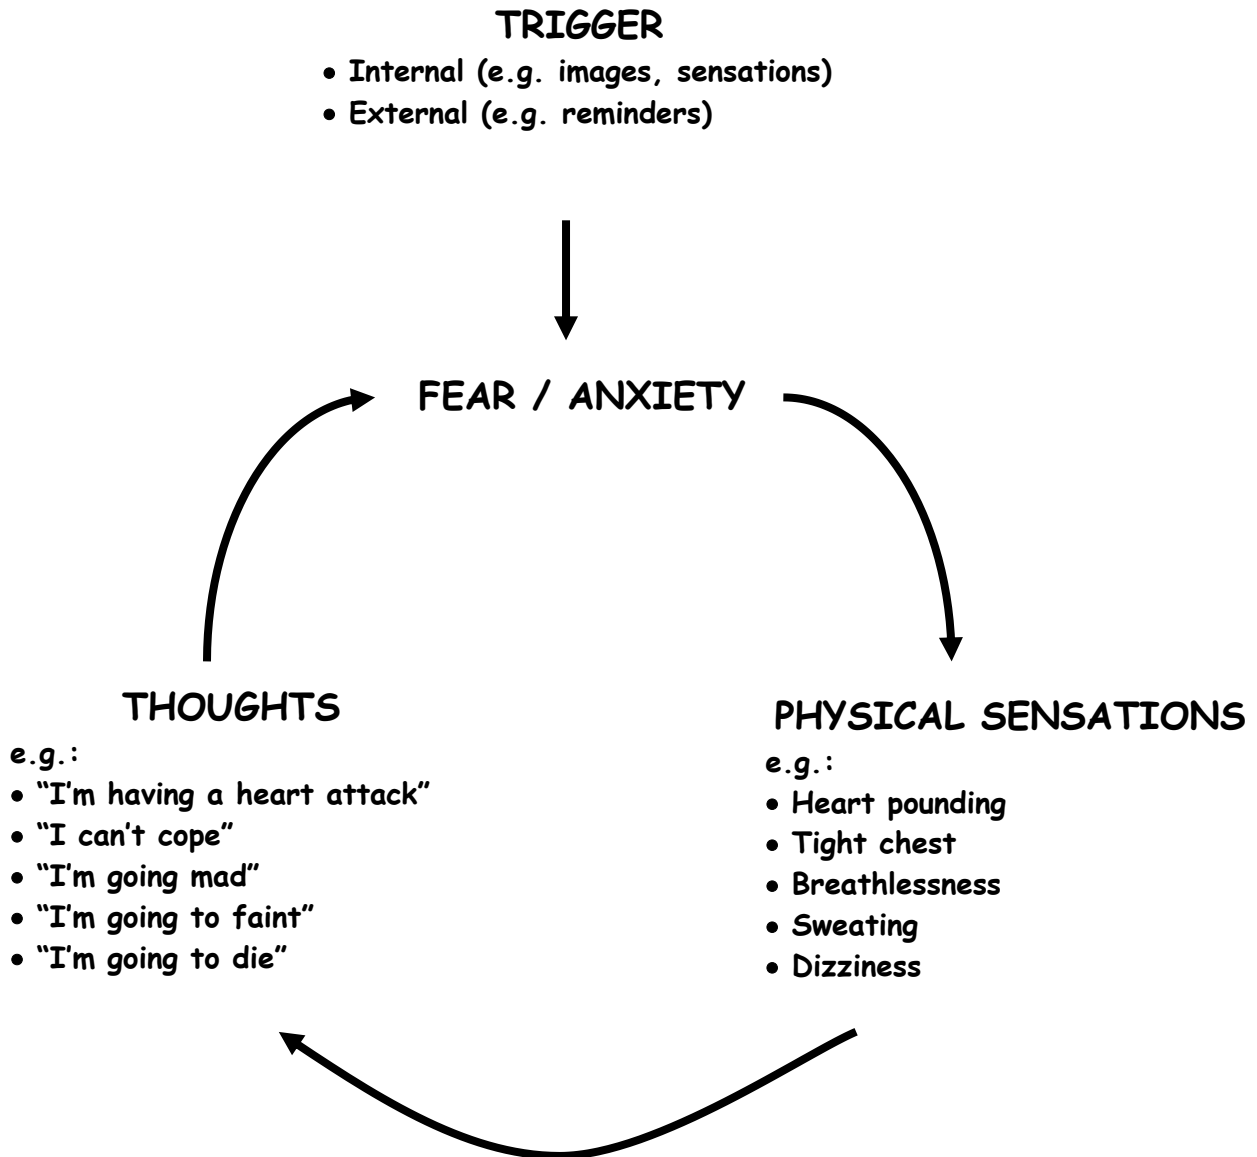 TRIGGER
• Internal (e.g. images, sensations)
• External (e.g. reminders)
FEAR / ANXIETY
THOUGHTS
e.g.:
• “I’m having a heart attack”
• “I can’t cope”
• “I’m going mad”
• “I’m going to faint”
• “I’m going to die”
PHYSICAL SENSATIONS
e.g.:
• Heart pounding
• Tight chest
• Breathlessness
• Sweating
• Dizziness